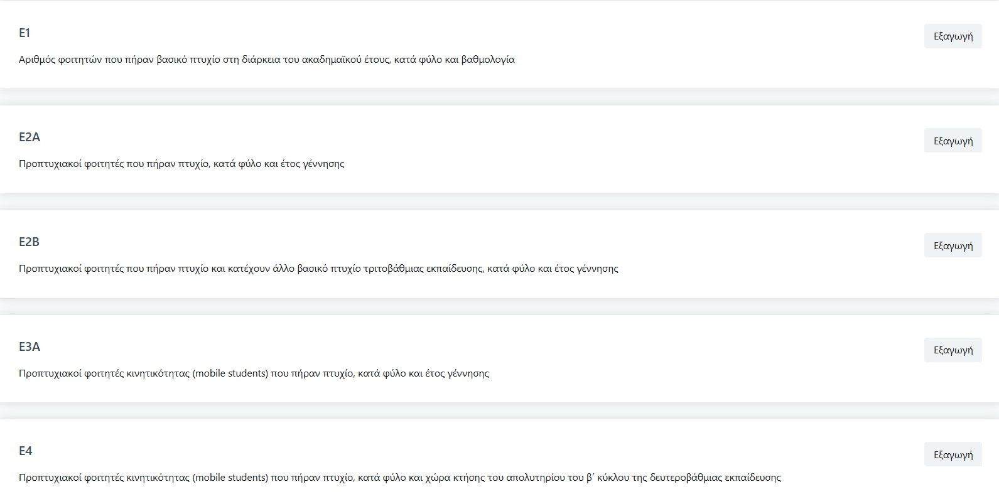 E1
Εξαγωγή
Αριθμός φοιτητών που πήραν βασικό πτυχίο στη διάρκεια του ακαδημαϊκού έτους, κατά φύλο και βαθμολογία
E2A
Εξαγωγή
Προπτυχιακοί φοιτητές που πήραν πτυχίο, κατά φύλο και έτος γέννησης
E2B
Εξαγωγή
Προπτυχιακοί φοιτητές που πήραν πτυχίο και κατέχουν άλλο βασικό πτυχίο τριτοβάθμιας εκπαίδευσης, κατά φύλο και έτος γέννησης
E3A
Εξαγωγή
Προπτυχιακοί φοιτητές κινητικότητας (mobile students) που πήραν πτυχίο, κατά φύλο και έτος γέννησης
E4
Εξαγωγή
Προπτυχιακοί φοιτητές κινητικότητας (mobile students) που πήραν πτυχίο, κατά φύλο και χώρα κτήσης του απολυτηρίου του β΄ κύκλου της δευτεροβάθμιας εκπαίδευσης